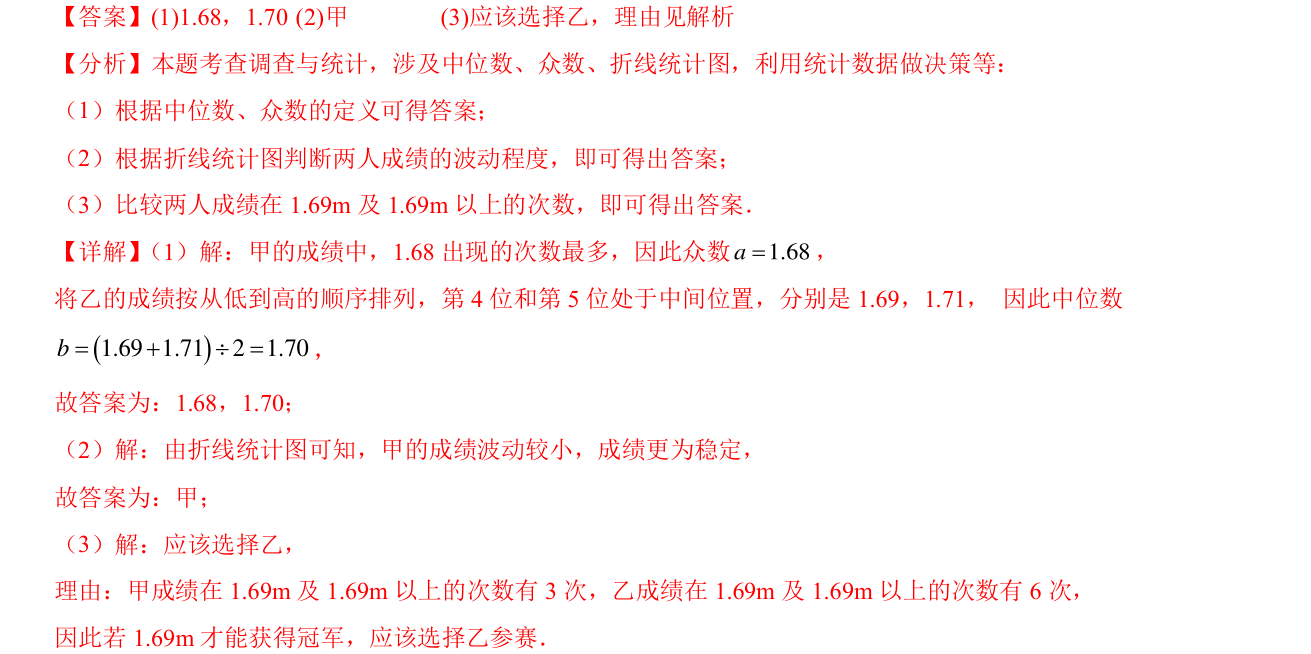 【答案】(1)1.68，1.70 (2)甲 (3)应该选择乙，理由见解析
【分析】本题考查调查与统计，涉及中位数、众数、折线统计图，利用统计数据做决策等：
（1）根据中位数、众数的定义可得答案；
（2）根据折线统计图判断两人成绩的波动程度，即可得出答案；
（3）比较两人成绩在 1.69m 及 1.69m 以上的次数，即可得出答案．
【详解】（1）解：甲的成绩中，1.68 出现的次数最多，因此众数 a = 1.68，
将乙的成绩按从低到高的顺序排列，第 4 位和第 5 位处于中间位置，分别是 1.69，1.71， 因此中位数
b = (1.69+1.71)÷2 = 1.70，
故答案为：1.68，1.70；
（2）解：由折线统计图可知，甲的成绩波动较小，成绩更为稳定，
故答案为：甲；
（3）解：应该选择乙，
理由：甲成绩在 1.69m 及 1.69m 以上的次数有 3 次，乙成绩在 1.69m 及 1.69m 以上的次数有 6 次，
因此若 1.69m 才能获得冠军，应该选择乙参赛．